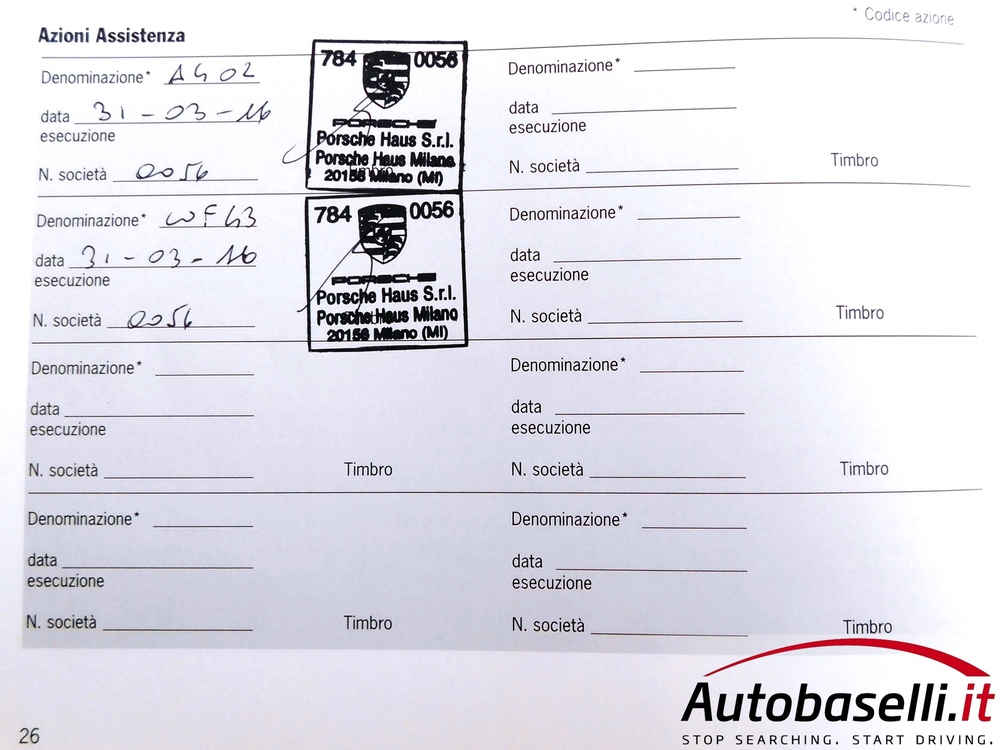 * Codice azione
Azioni Assistenza
Denominazione* AG02
data 31-03-16
esecuzione
N. società 0056
784 0056
PORSCHE
Porsche Haus S.r.l.
Porsche Haus Milano
20156 Milano (MI)
Denominazione*
data
esecuzione
N. società
Timbro
Denominazione* WF43
data 31-03-16
esecuzione
N. società 0056
784 0056
PORSCHE
Porsche Haus S.r.l.
Porsche Haus Milano
20156 Milano (MI)
Denominazione*
data
esecuzione
N. società
Timbro
Denominazione*
data
esecuzione
N. società
Timbro
Denominazione*
data
esecuzione
N. società
Timbro
Denominazione*
data
esecuzione
N. società
Timbro
Denominazione*
data
esecuzione
N. società
Timbro
26
Autobaselli.it
STOP SEARCHING. START DRIVING.